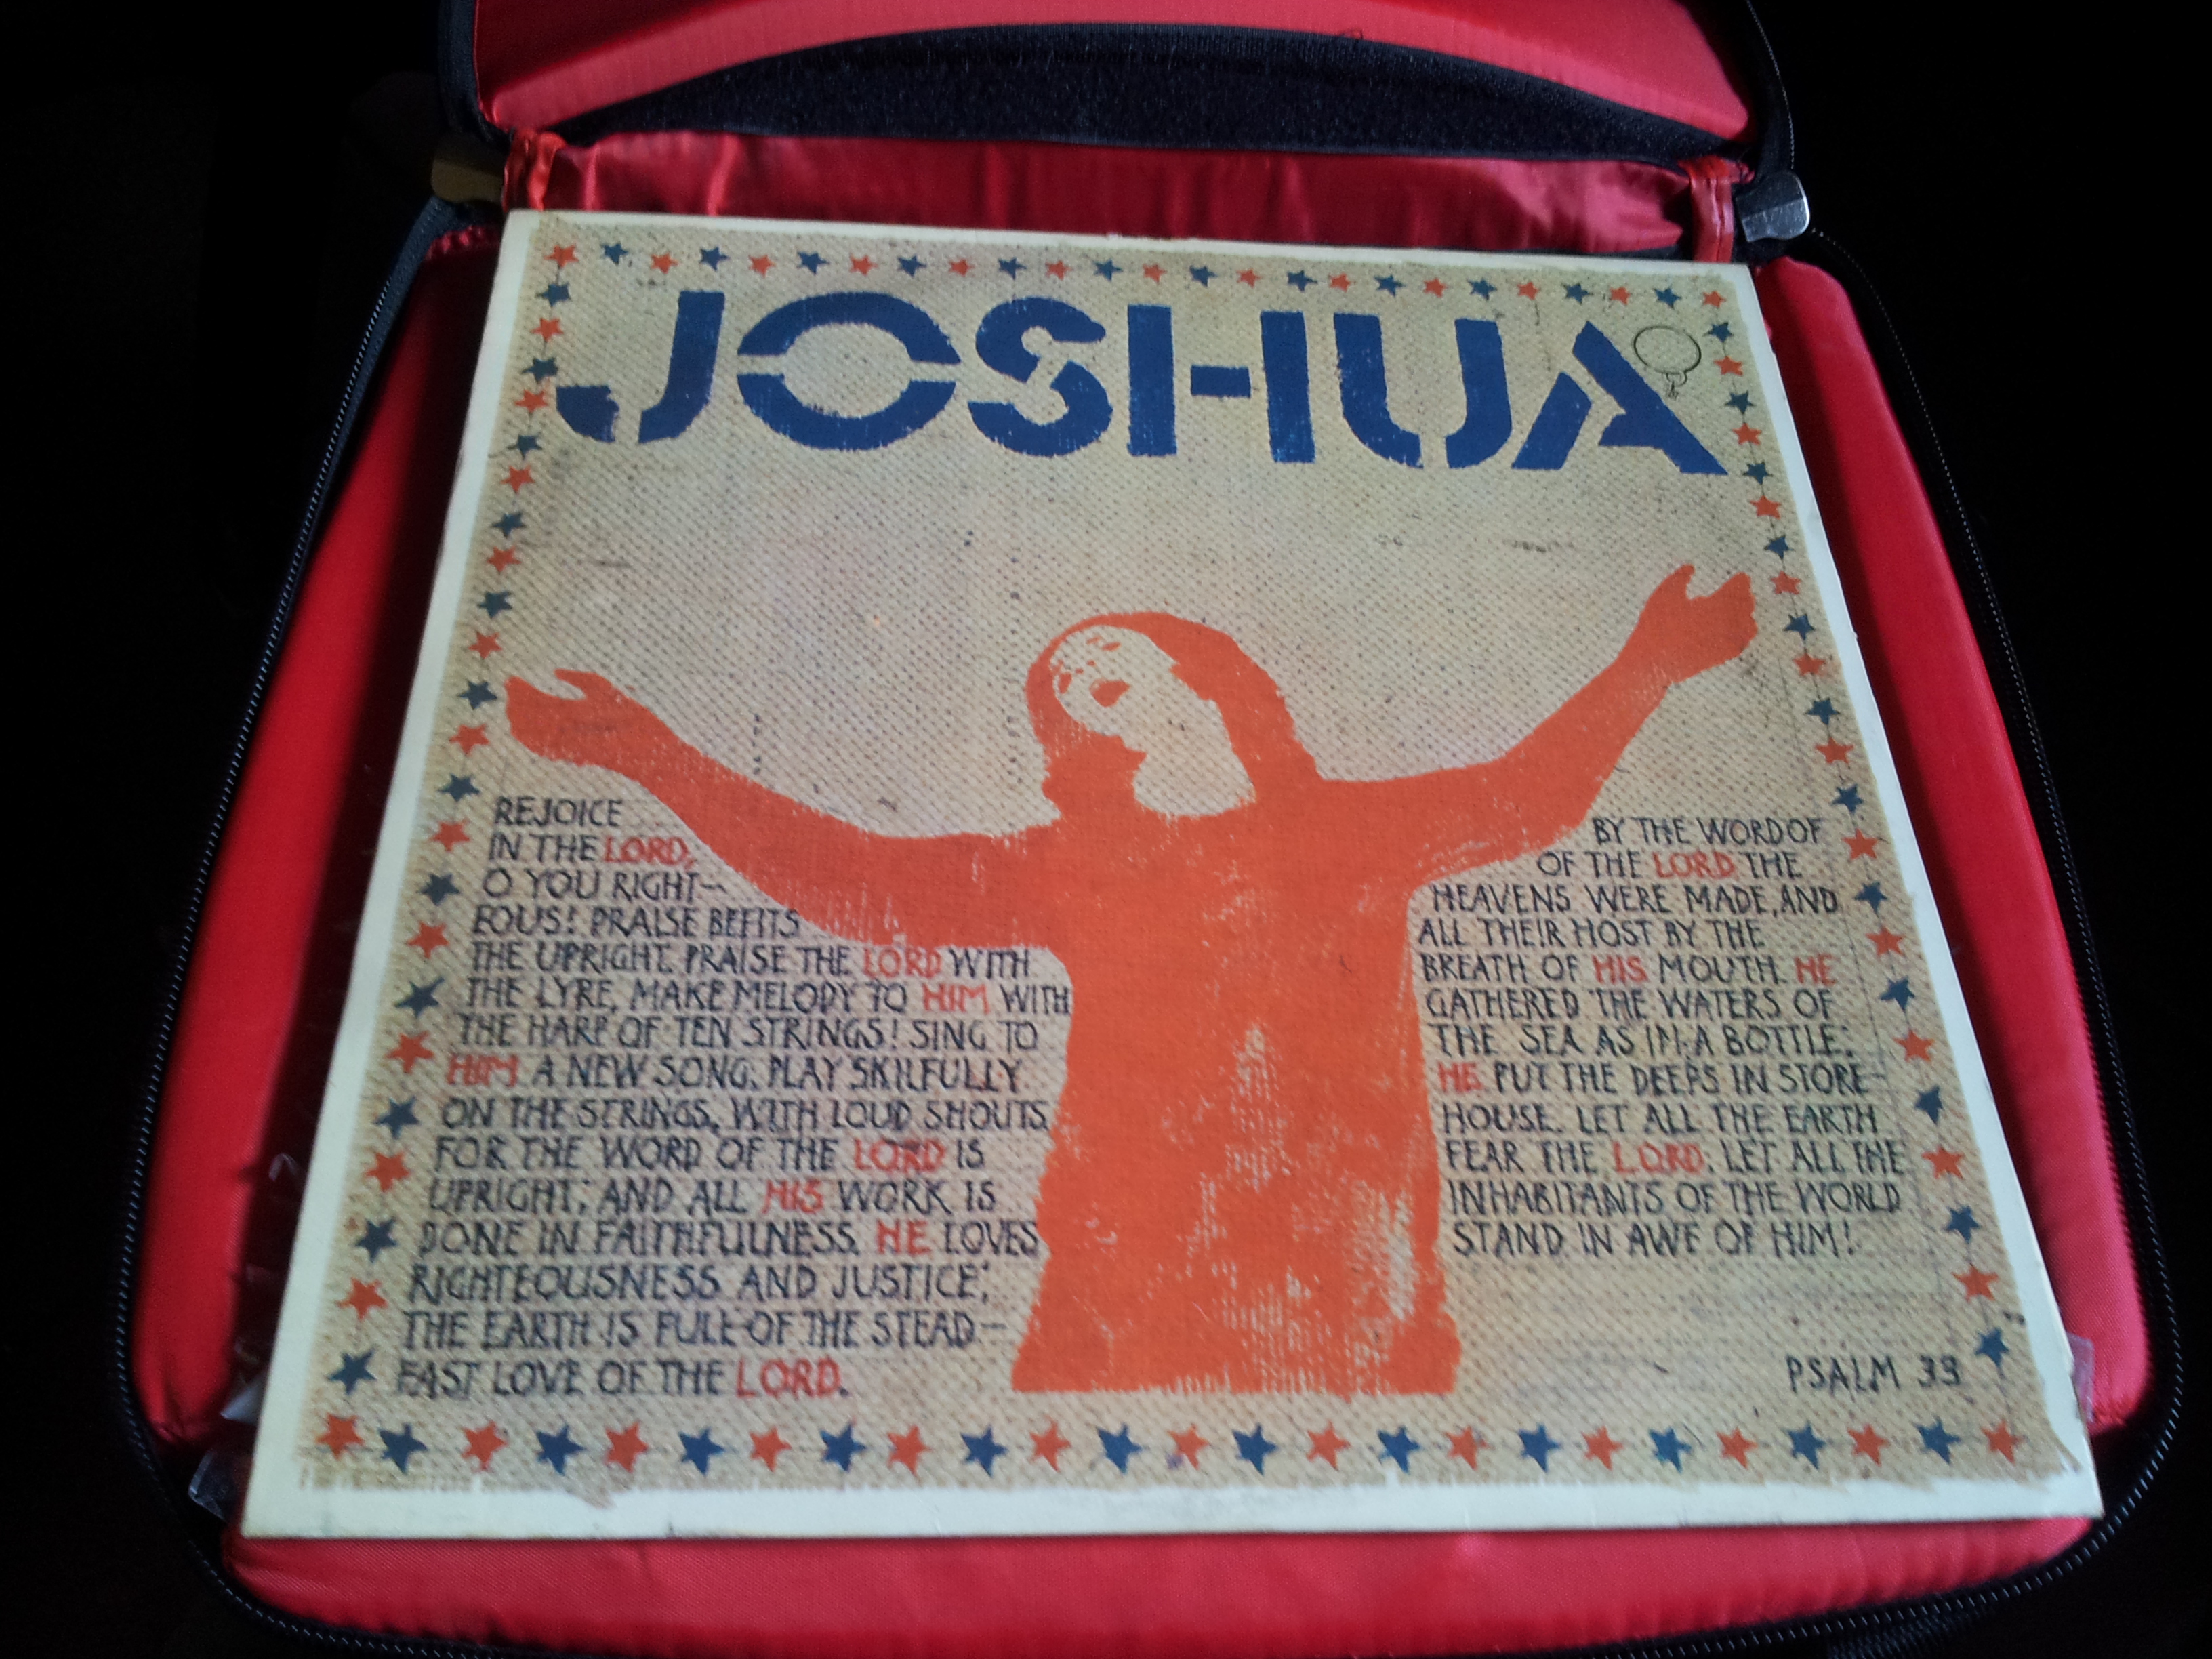 JOSHUA
REJOICE
IN THE LORD,
O YOU RIGHT-
EOUS! PRAISE BEFITS
THE UPRIGHT. PRAISE THE LORD WITH
THE LYRE, MAKE MELODY TO HIM WITH
THE HARP OF TEN STRINGS! SING TO
HIM A NEW SONG. PLAY SKILFULLY
ON THE STRINGS, WITH LOUD SHOUTS
FOR THE WORD OF THE LORD IS
UPRIGHT; AND ALL HIS WORK IS
DONE IN FAITHFULNESS. HE LOVES
RIGHTEOUSNESS AND JUSTICE;
THE EARTH IS FULL OF THE STEAD-
FAST LOVE OF THE LORD.
BY THE WORD OF
OF THE LORD THE
HEAVENS WERE MADE, AND
ALL THEIR HOST BY THE
BREATH OF HIS MOUTH. HE
GATHERED THE WATERS OF
THE SEA AS IN A BOTTLE;
HE PUT THE DEEPS IN STORE-
HOUSE. LET ALL THE EARTH
FEAR THE LORD. LET ALL THE
INHABITANTS OF THE WORLD
STAND IN AWE OF HIM!
PSALM 33